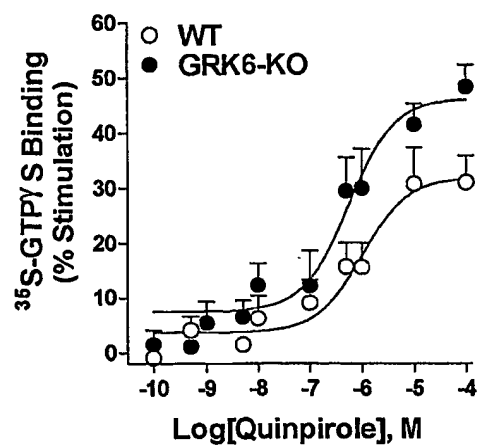 WT
GRK6-KO
³⁵S-GTPγS Binding
(% Stimulation)
60
50
40
30
20
10
0
-10 -9 -8 -7 -6 -5 -4
Log[Quinpirole], M